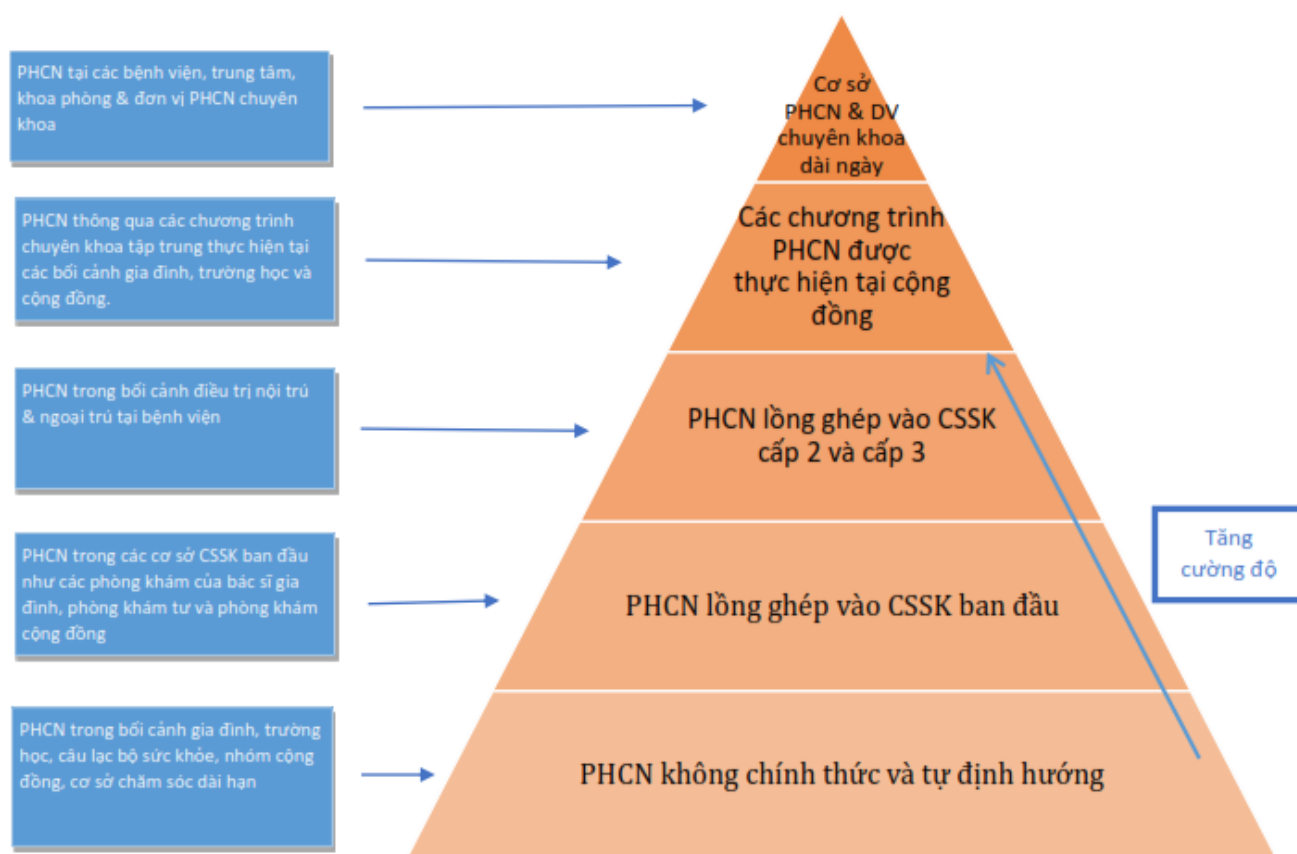 PHCN tại các bệnh viện, trung tâm,
khoa phòng & đơn vị PHCN chuyên
khoa
Cơ sở
PHCN & DV
chuyên khoa
dài ngày
PHCN thông qua các chương trình
chuyên khoa tập trung thực hiện tại
các bối cảnh gia đình, trường học và
cộng đồng.
Các chương trình
PHCN được
thực hiện tại cộng
đồng
PHCN trong bối cảnh điều trị nội trú
& ngoại trú tại bệnh viện
PHCN lồng ghép vào CSSK
cấp 2 và cấp 3
PHCN trong các cơ sở CSSK ban đầu
như các phòng khám của bác sĩ gia
đình, phòng khám tư và phòng khám
cộng đồng
PHCN lồng ghép vào CSSK ban đầu
Tăng
cường độ
PHCN trong bối cảnh gia đình, trường
học, câu lạc bộ sức khỏe, nhóm cộng
đồng, cơ sở chăm sóc dài hạn
PHCN không chính thức và tự định hướng